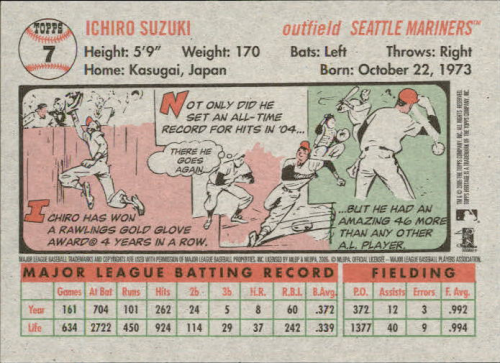 TOPPS
7
ICHIRO SUZUKI
outfield SEATTLE MARINERS™
Height: 5'9" Weight: 170 Bats: Left Throws: Right
Home: Kasugai, Japan Born: October 22, 1973
ICHIRO HAS WON
A RAWLINGS GOLD GLOVE
AWARD® 4 YEARS IN A ROW.
NOT ONLY DID HE
SET AN ALL-TIME
RECORD FOR HITS IN '04...
THERE HE
GOES
AGAIN
...BUT HE HAD AN
AMAZING 46 MORE
THAN ANY OTHER
A.L. PLAYER.
MAJOR LEAGUE BATTING RECORD FIELDING
Games At Bat Runs Hits 2b 3b H.R. R.B.I. B.Avr. P.O. Assists Errors F. Avg.
Year 161 704 101 262 24 5 8 60 .372 372 12 3 .992
Life 634 2722 450 924 114 29 37 242 .339 1377 40 9 .994